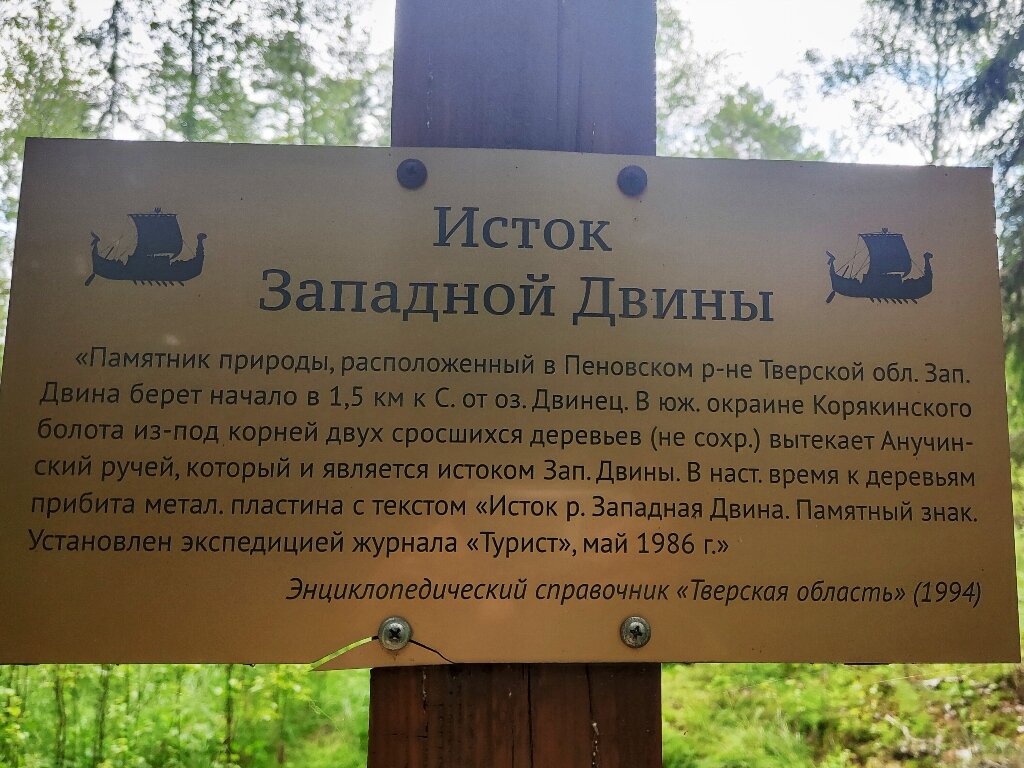 Исток
Западной Двины
«Памятник природы, расположенный в Пеновском р-не Тверской обл. Зап.
Двина берет начало в 1,5 км к С. от оз. Двинец. В юж. окраине Корякинского
болота из-под корней двух сросшихся деревьев (не сохр.) вытекает Анучин-
ский ручей, который и является истоком Зап. Двины. В наст. время к деревьям
прибита метал. пластина с текстом «Исток р. Западная Двина. Памятный знак.
Установлен экспедицией журнала «Турист», май 1986 г.»
Энциклопедический справочник «Тверская область» (1994)